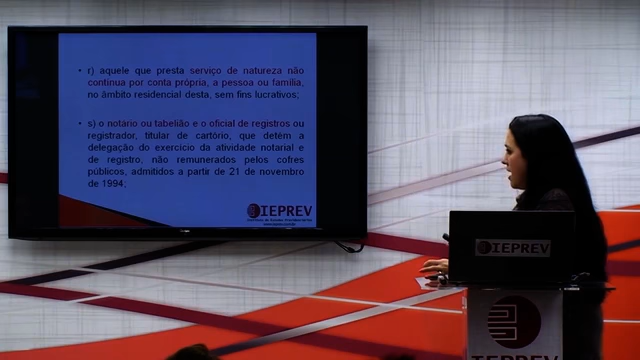 • r) aquele que presta serviço de natureza não
contínua por conta própria, a pessoa ou família,
no âmbito residencial desta, sem fins lucrativos;
• s) o notário ou tabelião e o oficial de registros ou
registrador, titular de cartório, que detêm a
delegação do exercício da atividade notarial e
de registro, não remunerados pelos cofres
públicos, admitidos a partir de 21 de novembro
de 1994;
IEPREV
IEPREV
IEPREV